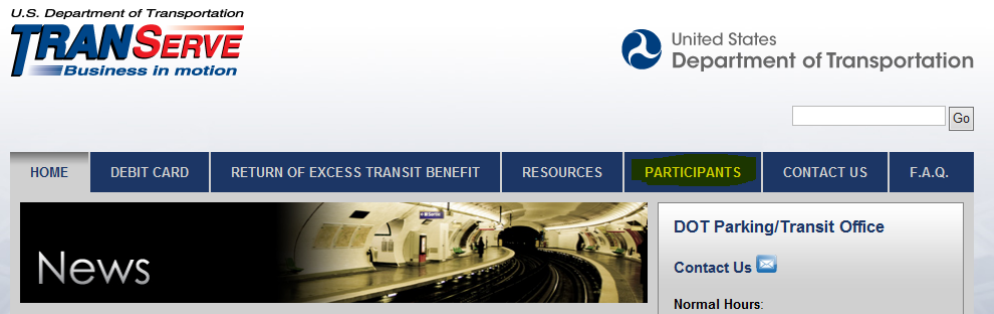 U.S. Department of Transportation
TRANSERVE
Business in motion
United States
Department of Transportation
Go
HOME DEBIT CARD RETURN OF EXCESS TRANSIT BENEFIT RESOURCES PARTICIPANTS CONTACT US F.A.Q.
News
DOT Parking/Transit Office
Contact Us
Normal Hours: